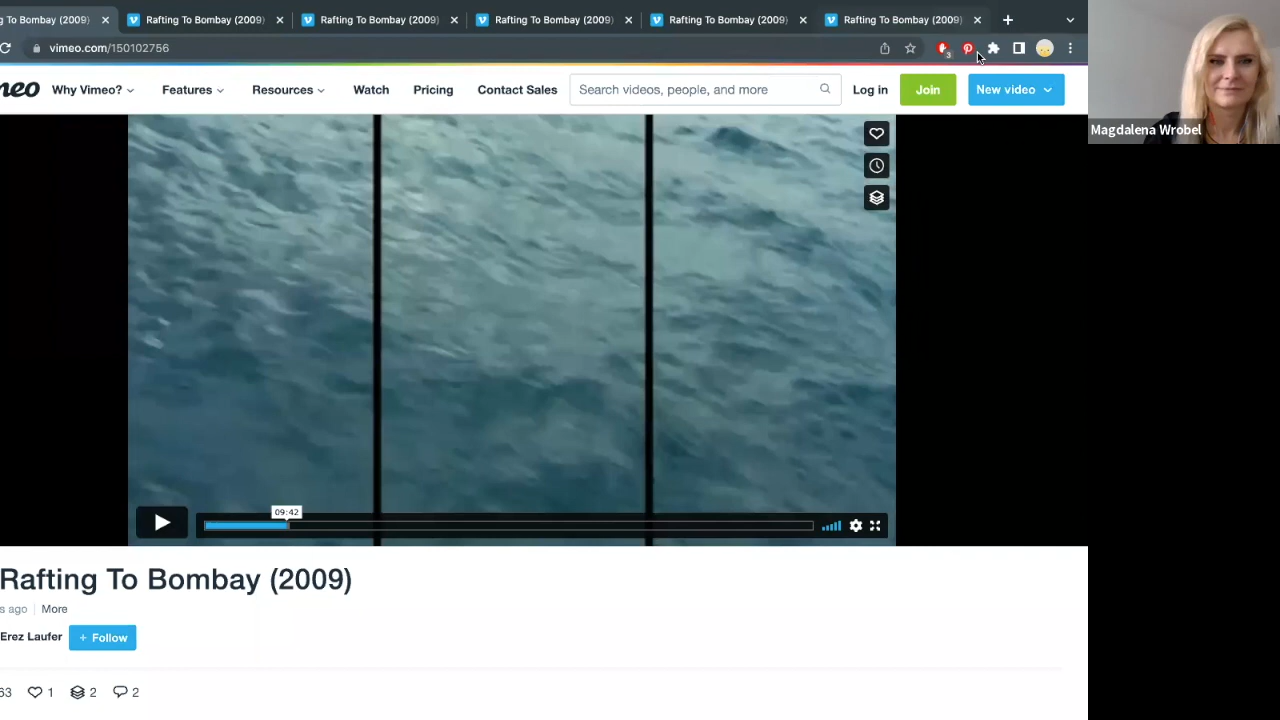 g To Bombay (2009)
Rafting To Bombay (2009)
Rafting To Bombay (2009)
Rafting To Bombay (2009)
Rafting To Bombay (2009)
Rafting To Bombay (2009)
vimeo.com/150102756
3
meo
Why Vimeo?
Features
Resources
Watch
Pricing
Contact Sales
Search videos, people, and more
Log in
Join
New video
Magdalena Wrobel
09:42
Rafting To Bombay (2009)
s ago
More
Erez Laufer
+ Follow
63
1
2
2